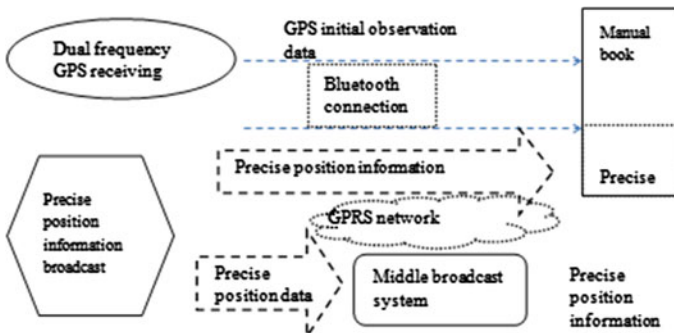 Dual frequency
GPS receiving
GPS initial observation
data
Bluetooth
connection
Manual
book
Precise position information
Precise
Precise
position
information
broadcast
GPRS network
Precise
position data
Middle broadcast
system
Precise
position
information